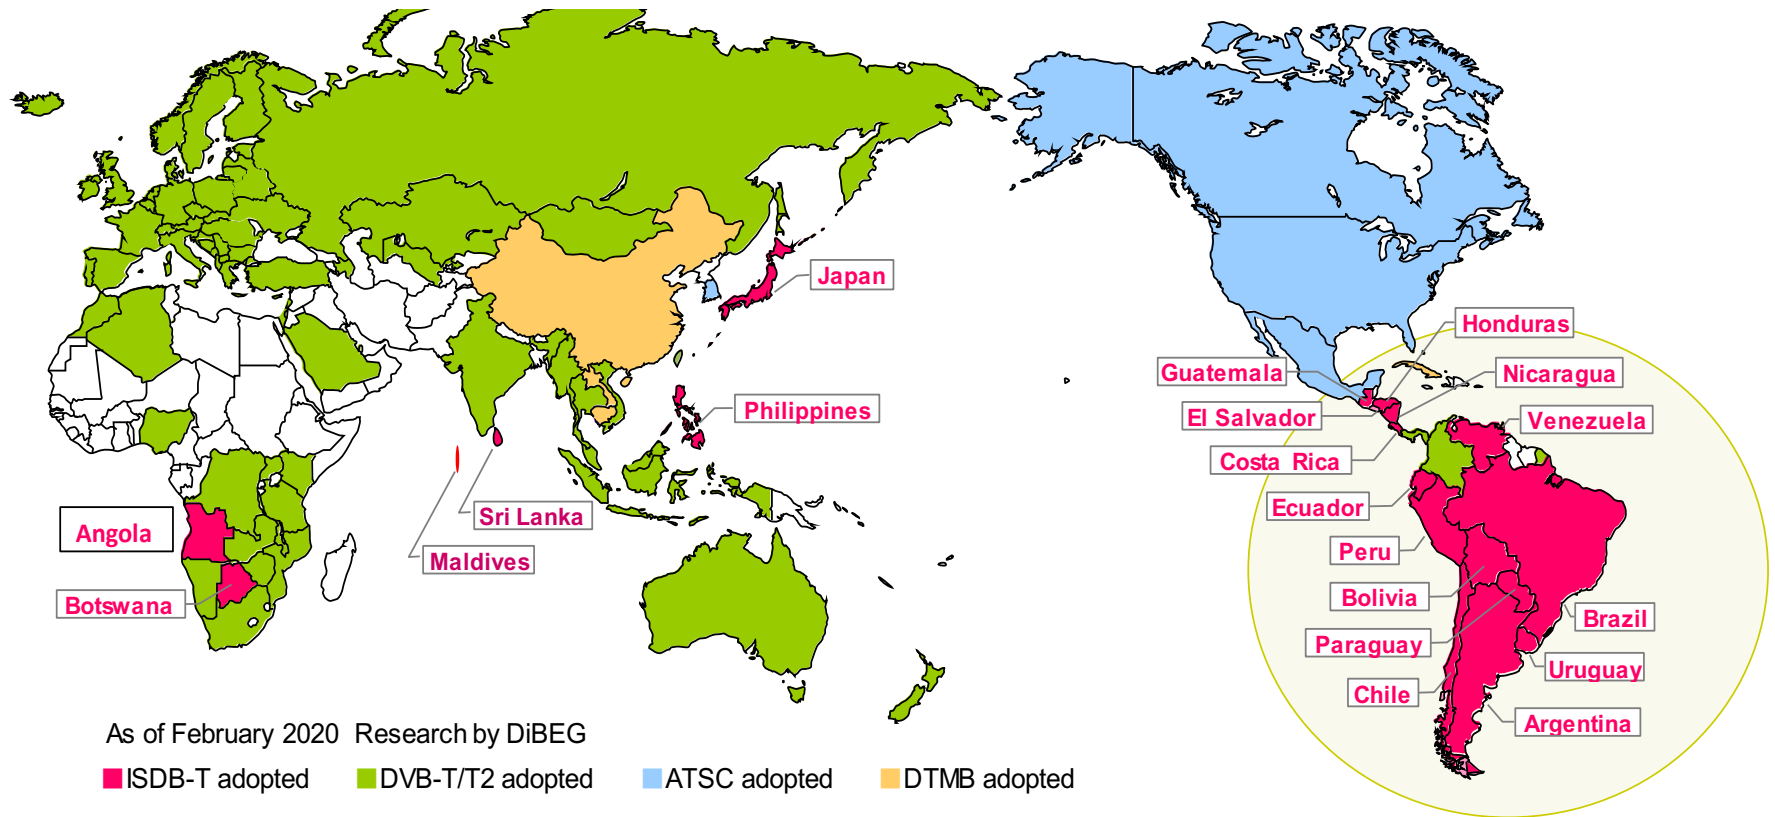 Japan
Honduras
Guatemala
Nicaragua
Philippines
El Salvador
Venezuela
Costa Rica
Ecuador
Sri Lanka
Angola
Peru
Maldives
Bolivia
Botswana
Brazil
Paraguay
Uruguay
Chile
Argentina
As of February 2020 Research by DiBEG
ISDB-T adopted DVB-T/T2 adopted ATSC adopted DTMB adopted